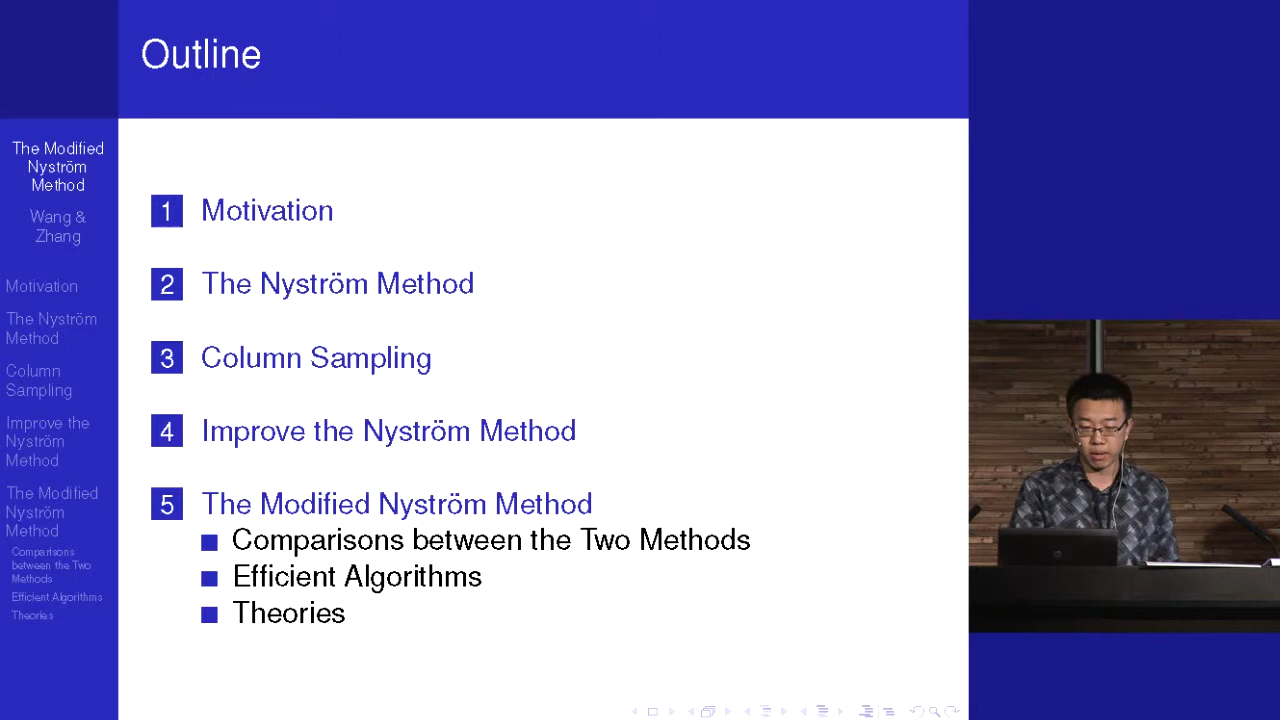 Outline
The Modified
Nyström
Method
Wang &
Zhang
Motivation
The Nyström
Method
Column
Sampling
Improve the
Nyström
Method
The Modified
Nyström
Method
Comparisons
between the Two
Methods
Efficient Algorithms
Theories
1 Motivation
2 The Nyström Method
3 Column Sampling
4 Improve the Nyström Method
5 The Modified Nyström Method
Comparisons between the Two Methods
Efficient Algorithms
Theories